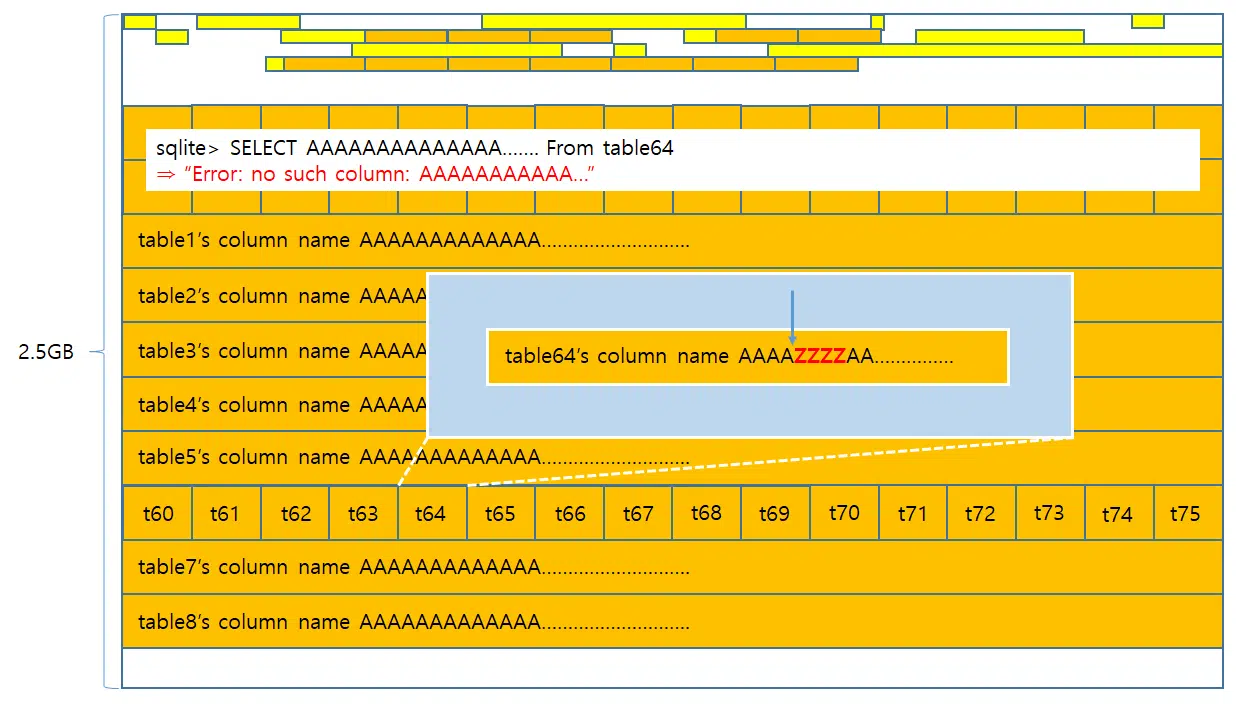 sqlite> SELECT AAAAAAAAAAAAAA....... From table64
⇒ “Error: no such column: AAAAAAAAAAA...”
table1’s column name AAAAAAAAAAAAA............................
table2’s column name AAAAA
table3’s column name AAAAA
2.5GB
table64’s column name AAAAZZZZAA...............
table4’s column name AAAAA
table5’s column name AAAAAAAAAAAAA............................
t60 t61 t62 t63 t64 t65 t66 t67 t68 t69 t70 t71 t72 t73 t74 t75
table7’s column name AAAAAAAAAAAAA............................
table8’s column name AAAAAAAAAAAAA............................